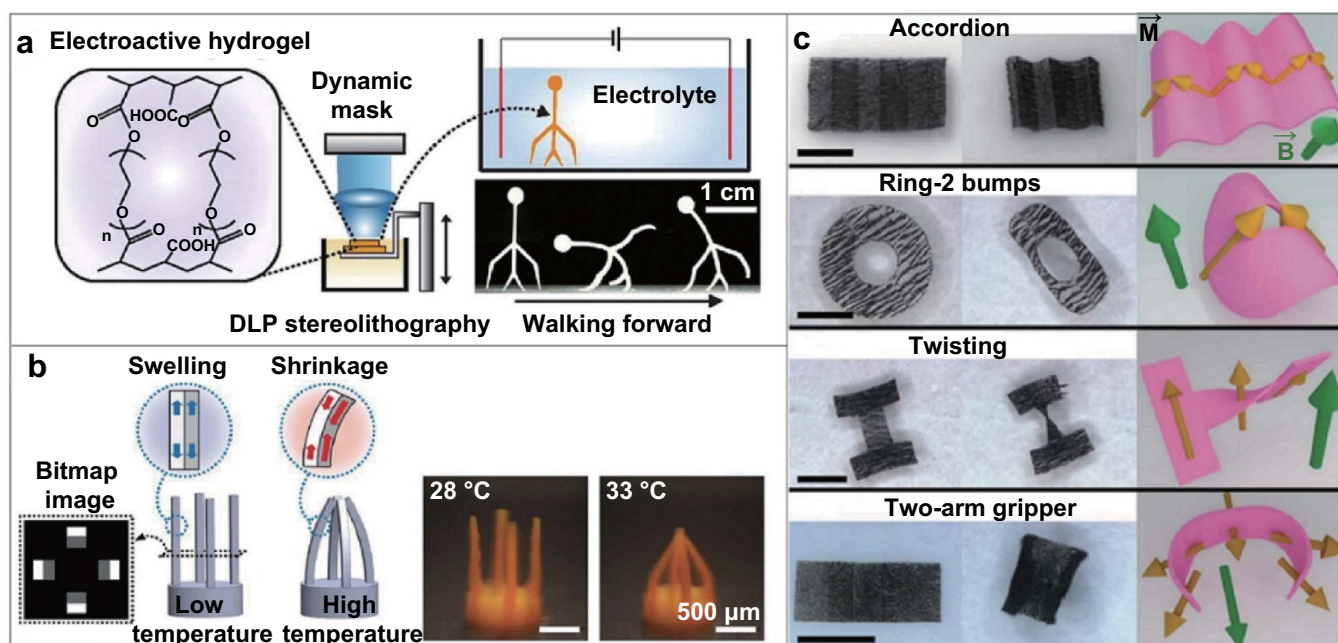 a
Electroactive hydrogel
O
HOOC
O
O
O
n
n
O
O
O
O
COOH
Dynamic
mask
DLP stereolithography
Electrolyte
1 cm
Walking forward
b
Swelling
Shrinkage
Bitmap
image
Low
temperature
High
temperature
28 °C
33 °C
500 µm
c
Accordion
M
B
Ring-2 bumps
Twisting
Two-arm gripper